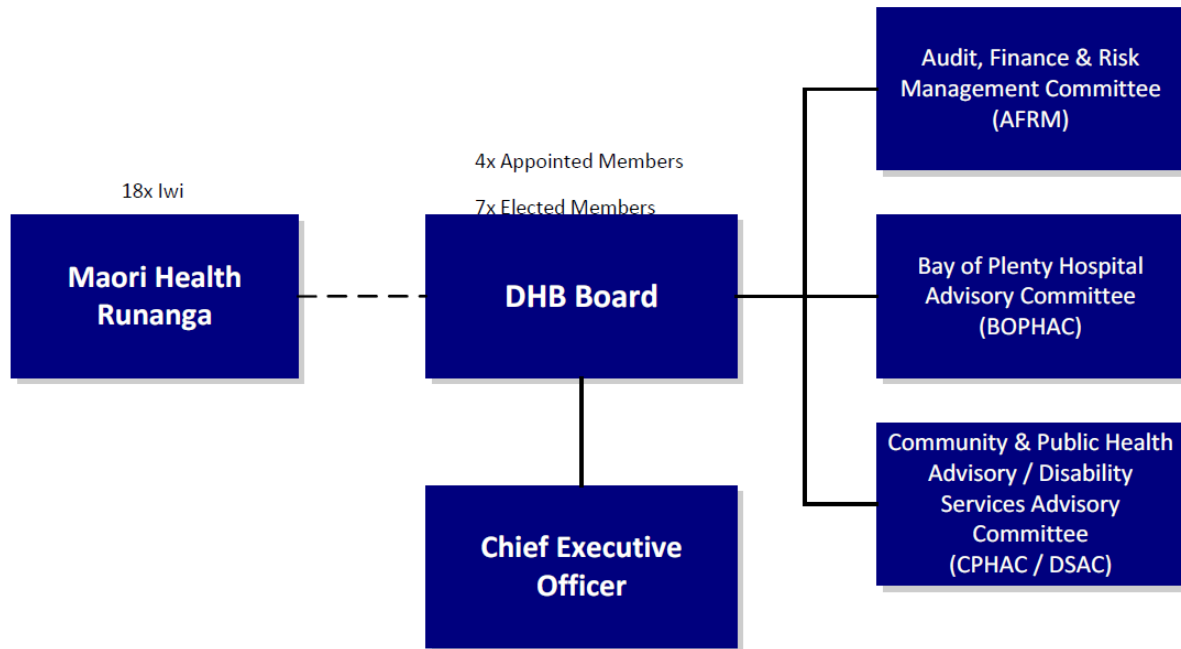 18x Iwi
Maori Health
Runanga
4x Appointed Members
7x Elected Members
DHB Board
Chief Executive
Officer
Audit, Finance & Risk
Management Committee
(AFRM)
Bay of Plenty Hospital
Advisory Committee
(BOPHAC)
Community & Public Health
Advisory / Disability
Services Advisory
Committee
(CPHAC / DSAC)